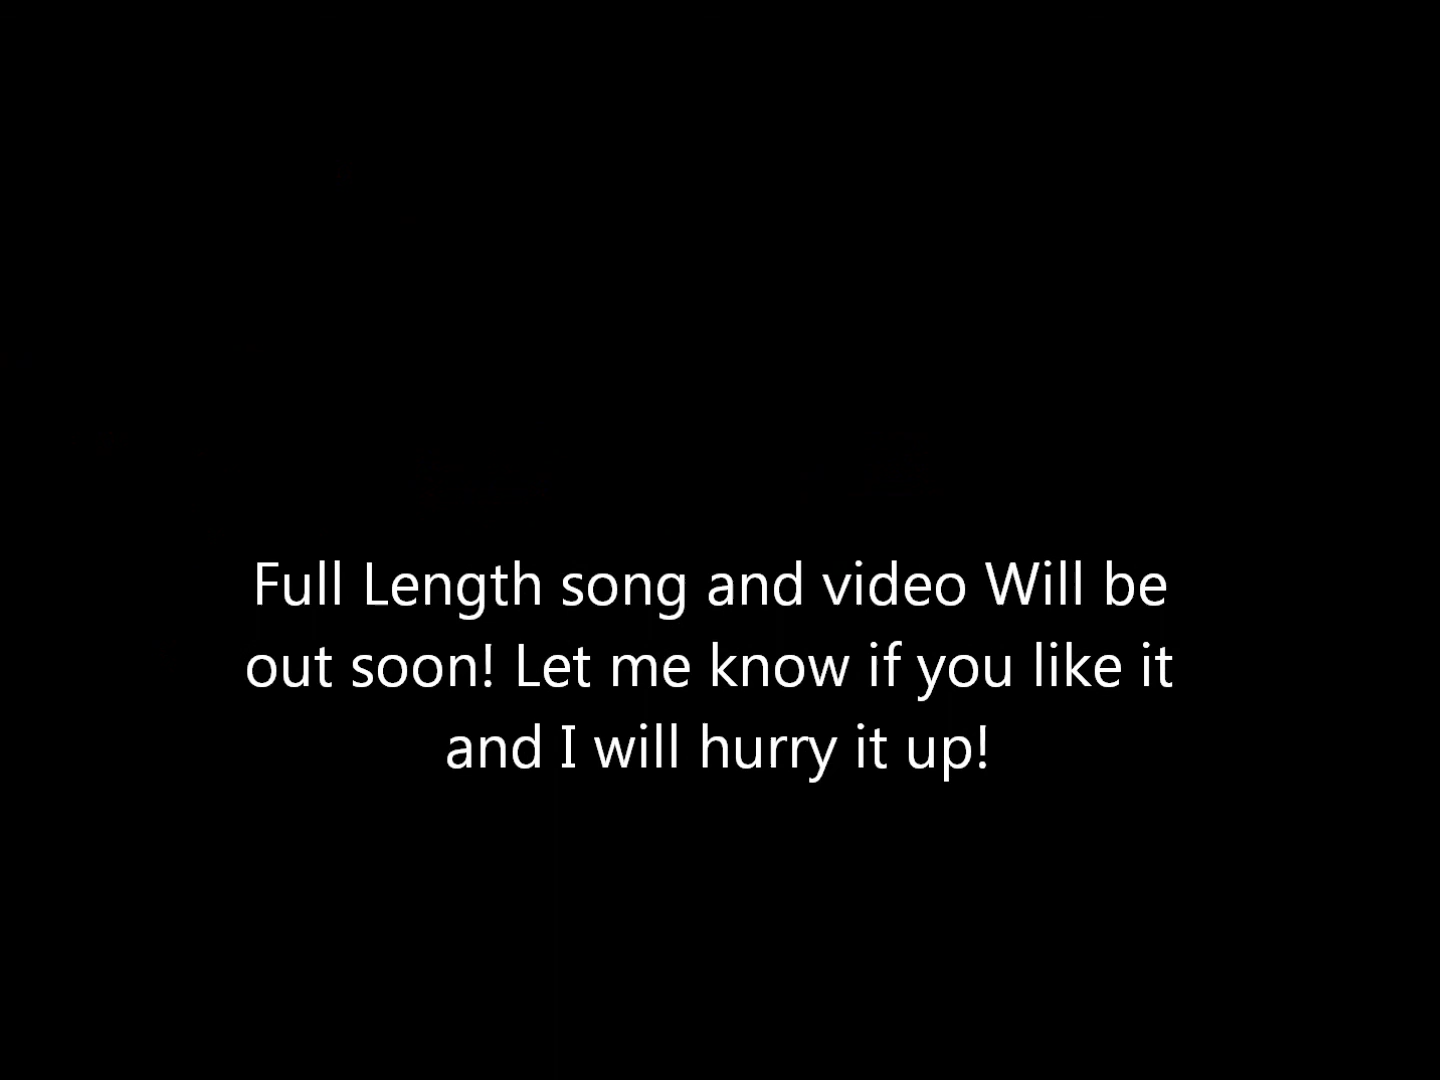 Full Length song and video Will be
out soon! Let me know if you like it
and I will hurry it up!